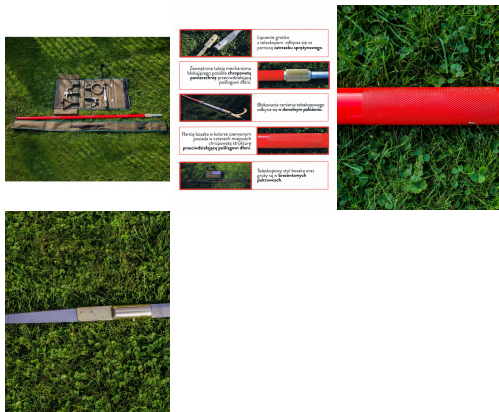 Łączenie grotów
z teleskopem odbywa się za
pomocą zatrzasku sprężynowego.
Zewnętrzna tuleja mechanizmu
blokującego posiada chropowatą
powierzchnię przeciwdziałającą
poślizgowi dłoni.
Blokowanie ramienia teleskopowego
odbywa się w dowolnym położeniu.
Ramię bosaka w kolorze czerwonym
posiada w czterech miejscach
chropowatą strukturę
przeciwdziałającą poślizgowi dłoni.
Teleskopowy styl bosaka oraz
groty są w brezentowych
pokrowcach.